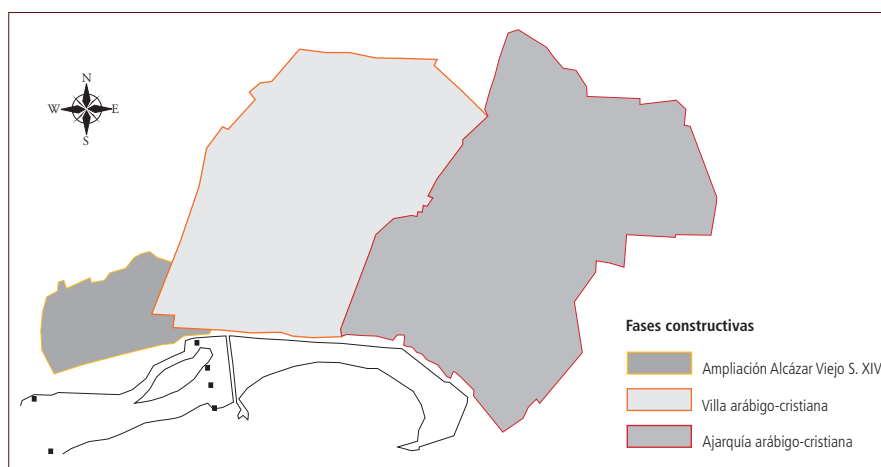 N
W E
S
Fases constructivas
Ampliación Alcázar Viejo S. XIV
Villa arábigo-cristiana
Ajarquía arábigo-cristiana